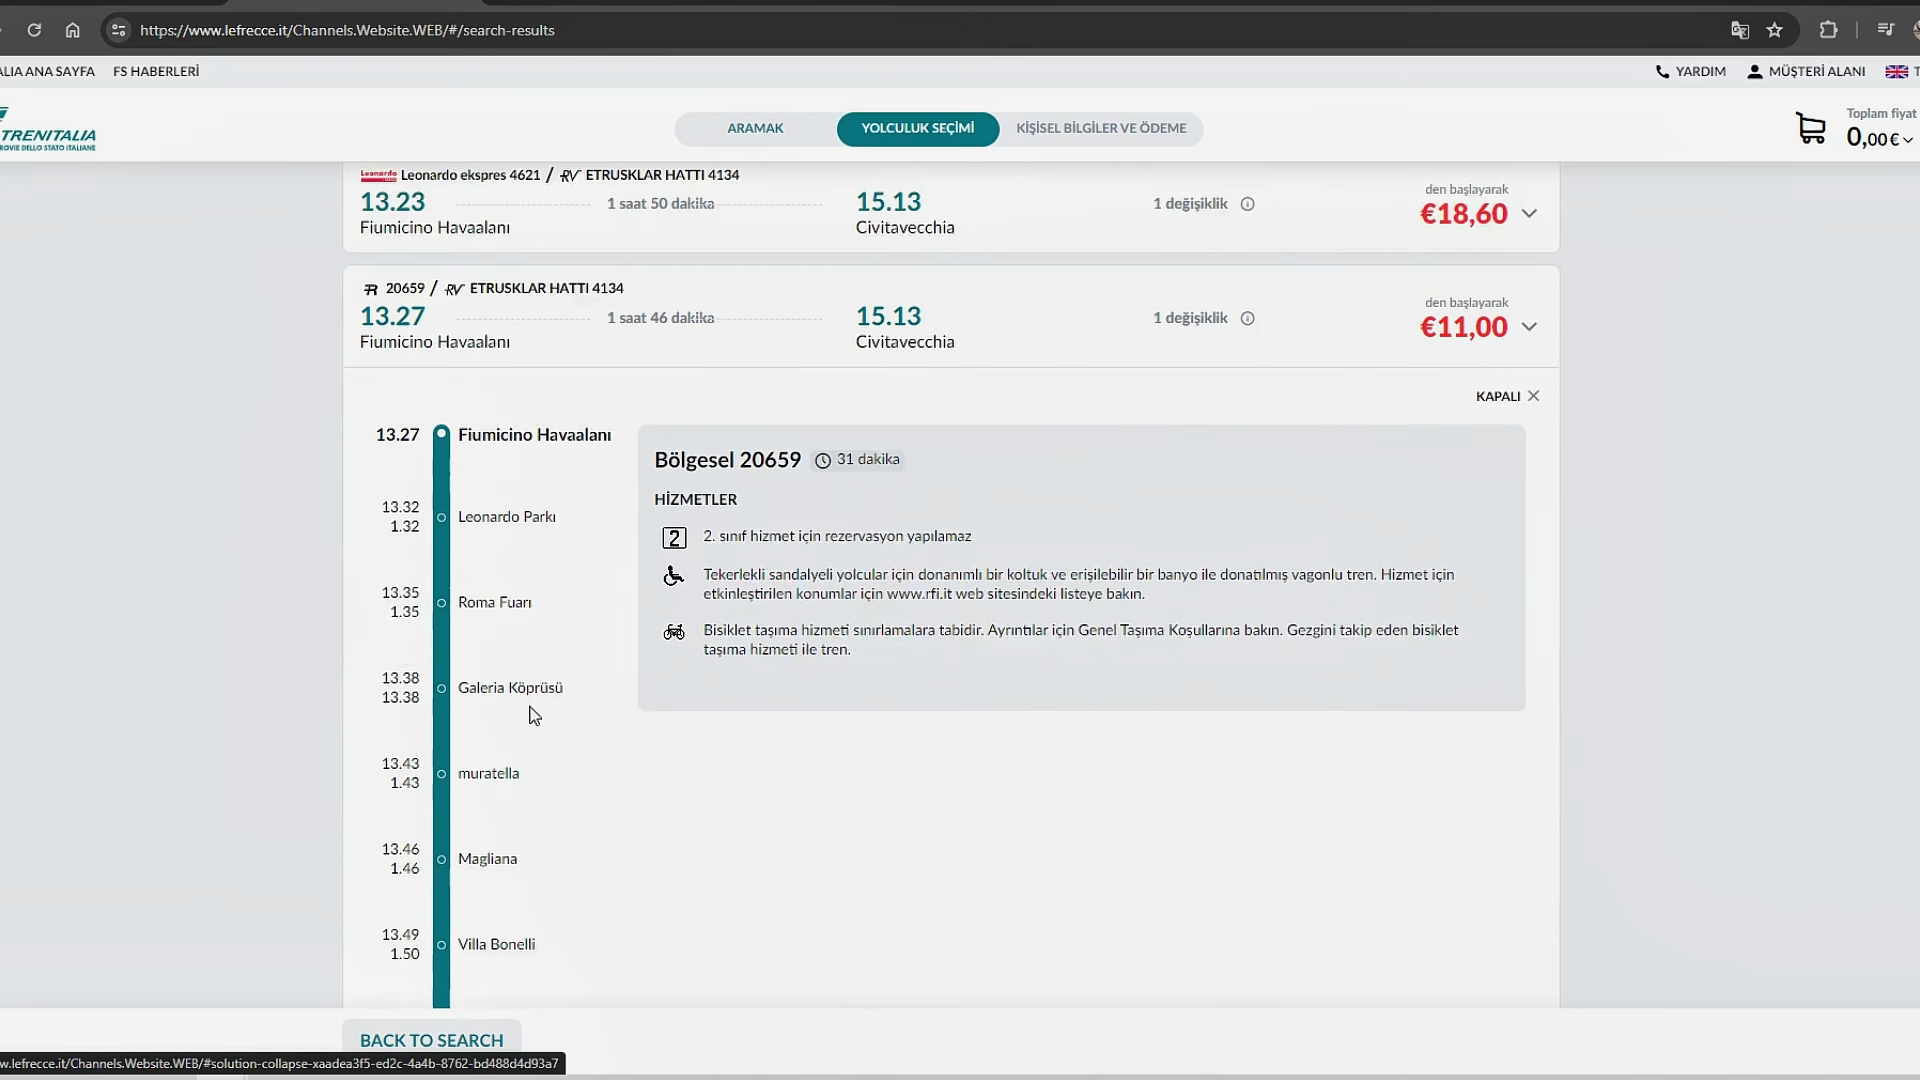 https://www.lefrecce.it/Channels.Website.WEB/#/search-results
ALIA ANA SAYFA FS HABERLERİ
YARDIM MÜŞTERİ ALANI T
TRENITALIA
ROVIE DELLO STATO ITALIANE
ARAMAK YOLCULUK SEÇİMİ KİŞİSEL BİLGİLER VE ÖDEME
Toplam fiyat
0,00€
Leonardo Leonardo ekspres 4621 / RV ETRUSKLAR HATTI 4134
13.23 1 saat 50 dakika 15.13 1 değişiklik
Fiumicino Havaalanı Civitavecchia
den başlayarak
€18,60
R 20659 / RV ETRUSKLAR HATTI 4134
13.27 1 saat 46 dakika 15.13 1 değişiklik
Fiumicino Havaalanı Civitavecchia
den başlayarak
€11,00
KAPALI
13.27 Fiumicino Havaalanı
13.32
1.32 Leonardo Parkı
13.35
1.35 Roma Fuarı
13.38
13.38 Galeria Köprüsü
13.43
1.43 muratella
13.46
1.46 Magliana
13.49
1.50 Villa Bonelli
Bölgesel 20659 31 dakika
HİZMETLER
2 2. sınıf hizmet için rezervasyon yapılamaz
Tekerlekli sandalyeli yolcular için donanımlı bir koltuk ve erişilebilir bir banyo ile donatılmış vagonlu tren. Hizmet için
etkinleştirilen konumlar için www.rfi.it web sitesindeki listeye bakın.
Bisiklet taşıma hizmeti sınırlamalara tabidir. Ayrıntılar için Genel Taşıma Koşullarına bakın. Gezgini takip eden bisiklet
taşıma hizmeti ile tren.
BACK TO SEARCH
w.lefrecce.it/Channels.Website.WEB/#solution-collapse-xaadea3f5-ed2c-4a4b-8762-bd488d4d93a7